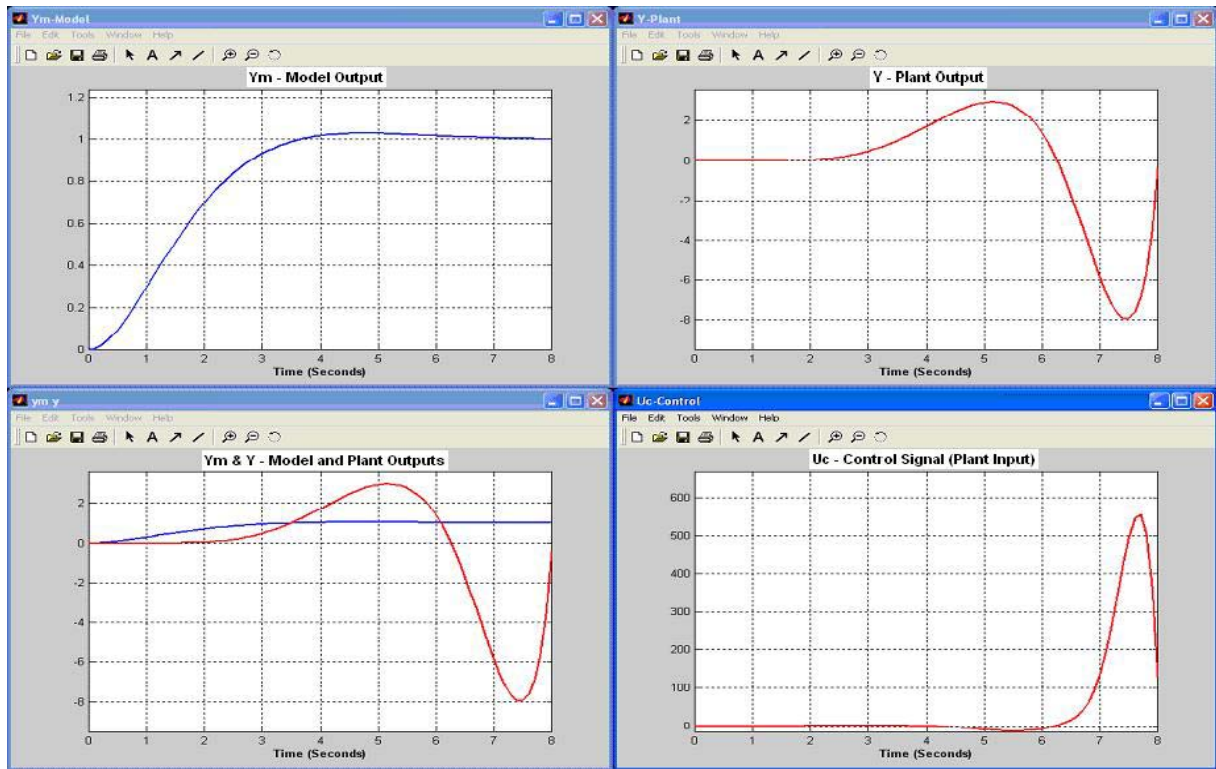 Ym-Model
File Edit Tools Window Help
Ym - Model Output
1.2
1
0.8
0.6
0.4
0.2
0
0 1 2 3 4 5 6 7 8
Time (Seconds)
Y-Plant
File Edit Tools Window Help
Y - Plant Output
2
0
-2
-4
-6
-8
0 1 2 3 4 5 6 7 8
Time (Seconds)
ym y
File Edit Tools Window Help
Ym & Y - Model and Plant Outputs
2
0
-2
-4
-6
-8
0 1 2 3 4 5 6 7 8
Time (Seconds)
Uc-Control
File Edit Tools Window Help
Uc - Control Signal (Plant Input)
600
500
400
300
200
100
0
0 1 2 3 4 5 6 7 8
Time (Seconds)